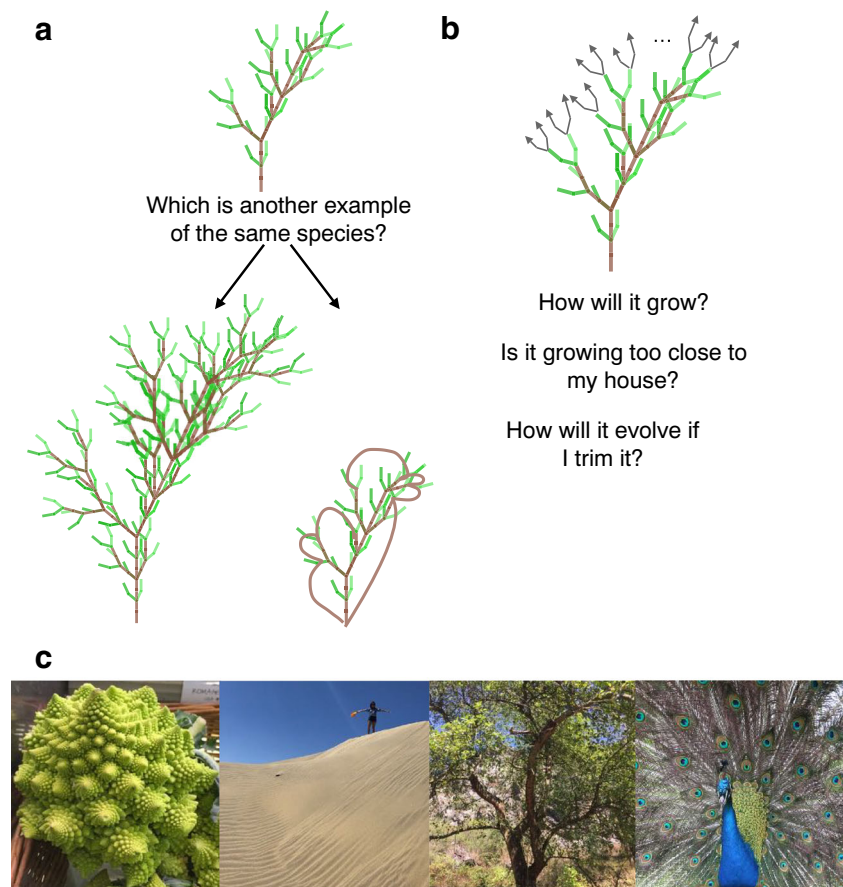 a
Which is another example
of the same species?
b
...
How will it grow?
Is it growing too close to
my house?
How will it evolve if
I trim it?
c